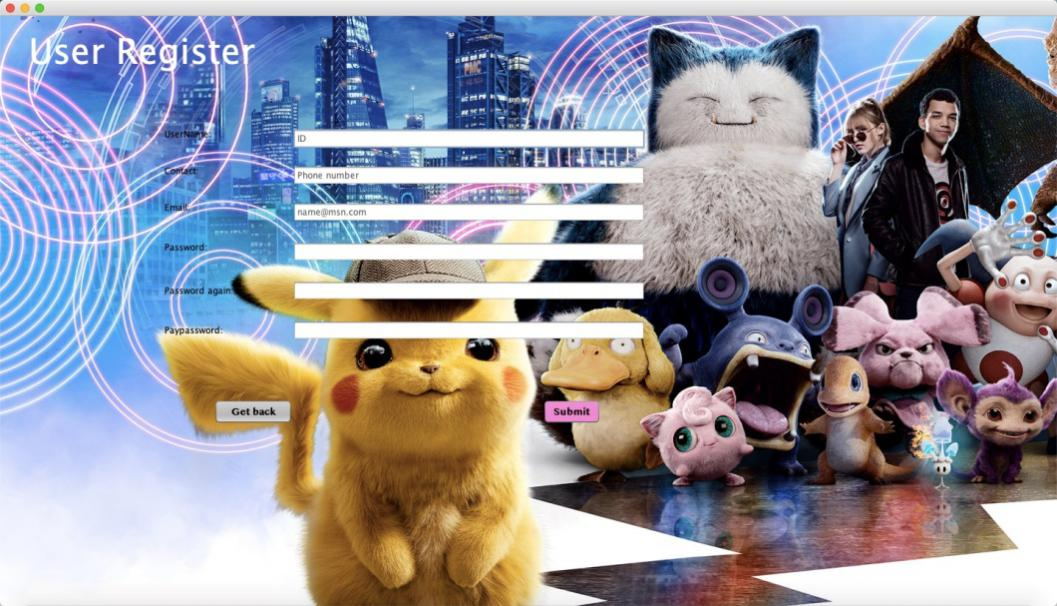 User Register
UserName:
ID
Contact:
Phone number
Email:
name@msn.com
Password:
Password again:
Paypassword:
Get back
Submit